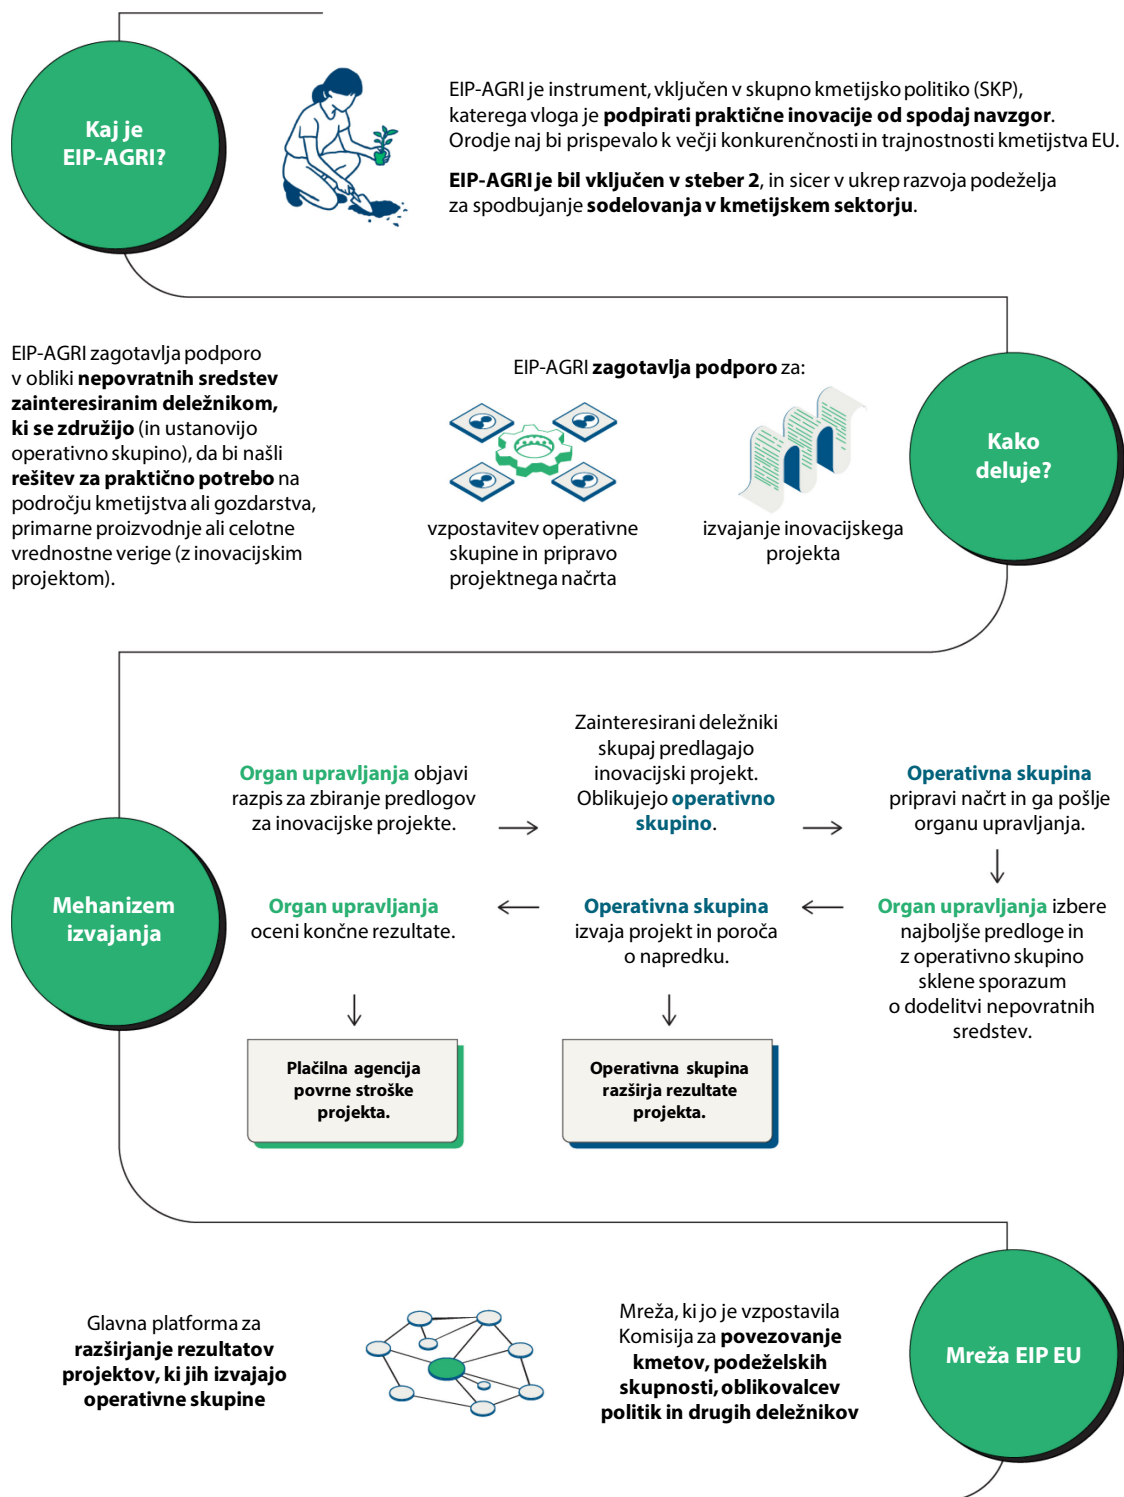 Kaj je
EIP-AGRI?
EIP-AGRI je instrument, vključen v skupno kmetijsko politiko (SKP),
katerega vloga je podpirati praktične inovacije od spodaj navzgor.
Orodje naj bi prispevalo k večji konkurenčnosti in trajnostnosti kmetijstva EU.
EIP-AGRI je bil vključen v steber 2, in sicer v ukrep razvoja podeželja
za spodbujanje sodelovanja v kmetijskem sektorju.
EIP-AGRI zagotavlja podporo
v obliki nepovratnih sredstev
zainteresiranim deležnikom,
ki se združijo (in ustanovijo
operativno skupino), da bi našli
rešitev za praktično potrebo na
področju kmetijstva ali gozdarstva,
primarne proizvodnje ali celotne
vrednostne verige (z inovacijskim
projektom).
EIP-AGRI zagotavlja podporo za:
vzpostavitev operativne
skupine in pripravo
projektnega načrta
izvajanje inovacijskega
projekta
Kako
deluje?
Mehanizem
izvajanja
Organ upravljanja objavi
razpis za zbiranje predlogov
za inovacijske projekte.
Zainteresirani deležniki
skupaj predlagajo
inovacijski projekt.
Oblikujejo operativno
skupino.
Operativna skupina
pripravi načrt in ga pošlje
organu upravljanja.
Organ upravljanja izbere
najboljše predloge in
z operativno skupino
sklene sporazum
o dodelitvi nepovratnih
sredstev.
Operativna skupina
izvaja projekt in poroča
o napredku.
Organ upravljanja
oceni končne rezultate.
Plačilna agencija
povrne stroške
projekta.
Operativna skupina
razširja rezultate
projekta.
Glavna platforma za
razširjanje rezultatov
projektov, ki jih izvajajo
operativne skupine
Mreža, ki jo je vzpostavila
Komisija za povezovanje
kmetov, podeželskih
skupnosti, oblikovalcev
politik in drugih deležnikov
Mreža EIP EU